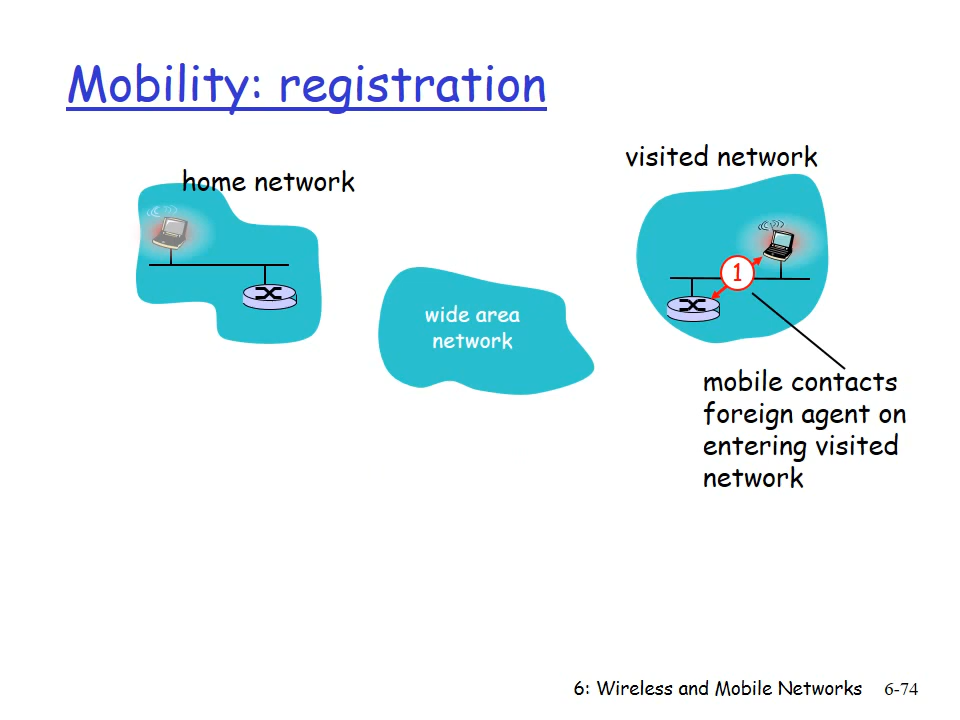 Mobility: registration
visited network
home network
1
wide area
network
mobile contacts
foreign agent on
entering visited
network
6: Wireless and Mobile Networks 6-74